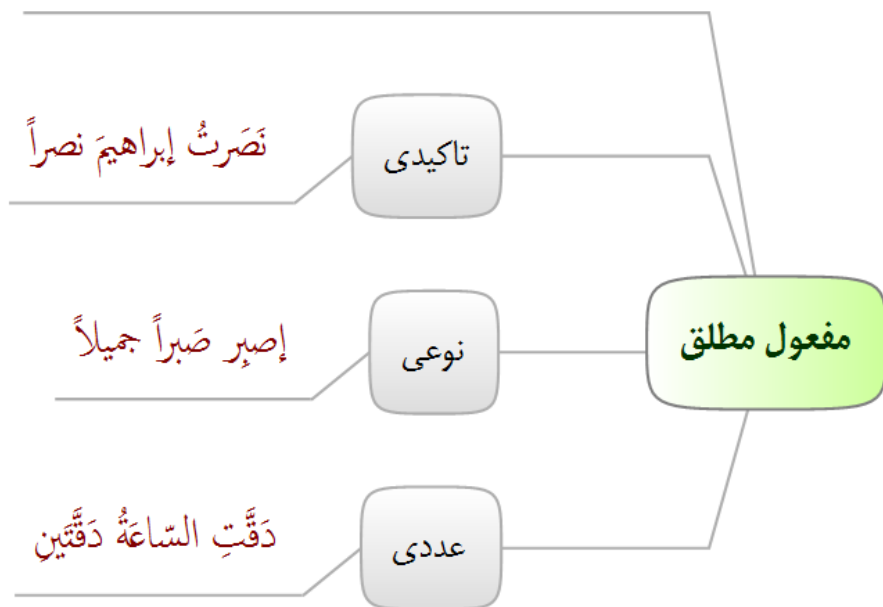 مفعول مطلق
تاکیدی
نَصَرتُ إبراهيمَ نصراً
نوعی
إصبِر صَبراً جميلاً
عددی
دَقَّتِ السّاعَةُ دَقَّتَينِ